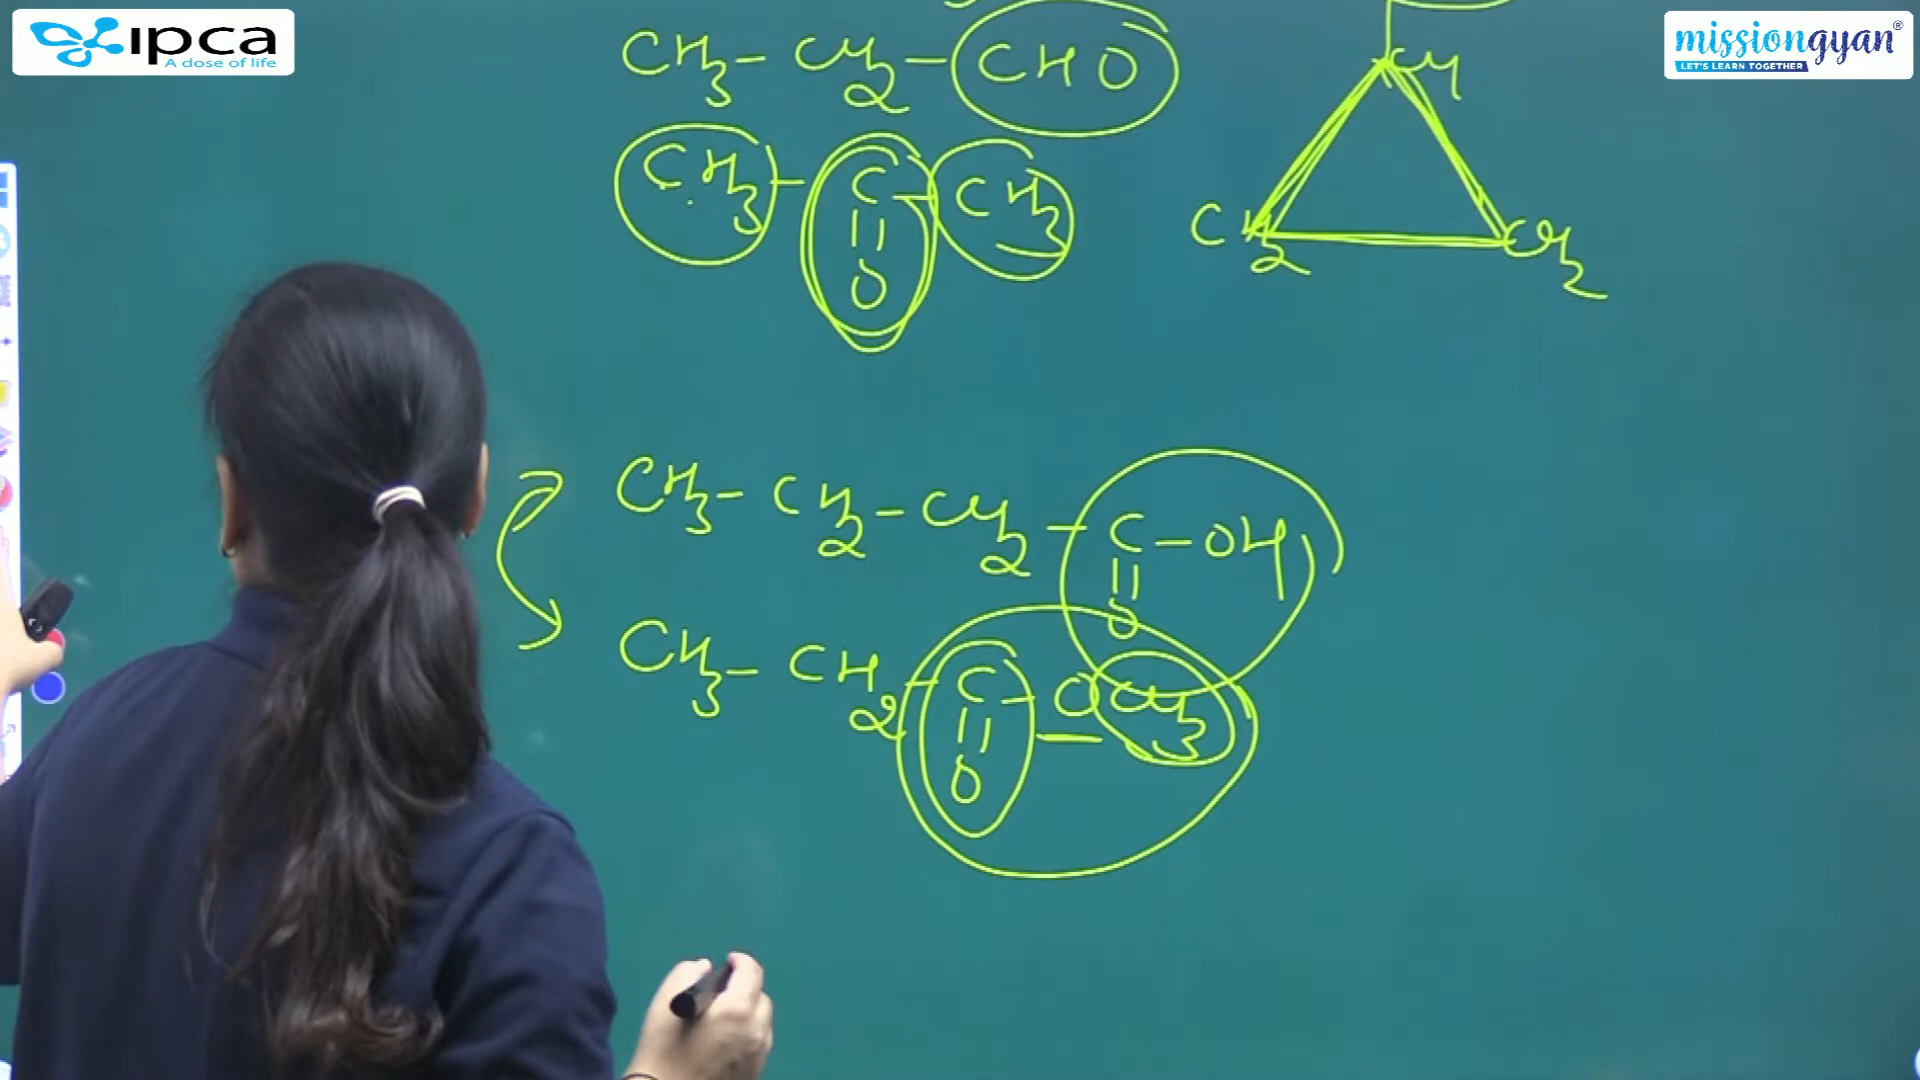 ipca
A dose of life
missiongyan®
LET'S LEARN TOGETHER
CH3 - CH2 - CHO
CH
CH3 - C - CH3
||
O
CH2 CH2
CH3 - CH2 - CH2 - C - OH
||
O
CH3 - CH2 - C - OCH3
||
O